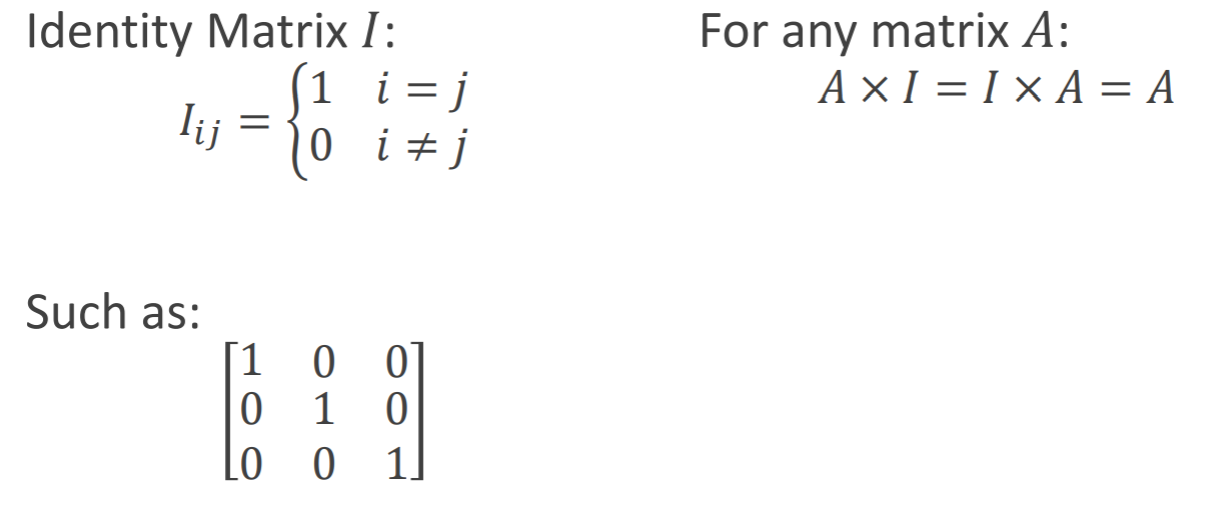 Identity Matrix I:
I_ij = {1 i = j
{0 i ≠ j
For any matrix A:
A × I = I × A = A
Such as:
[1 0 0]
[0 1 0]
[0 0 1]